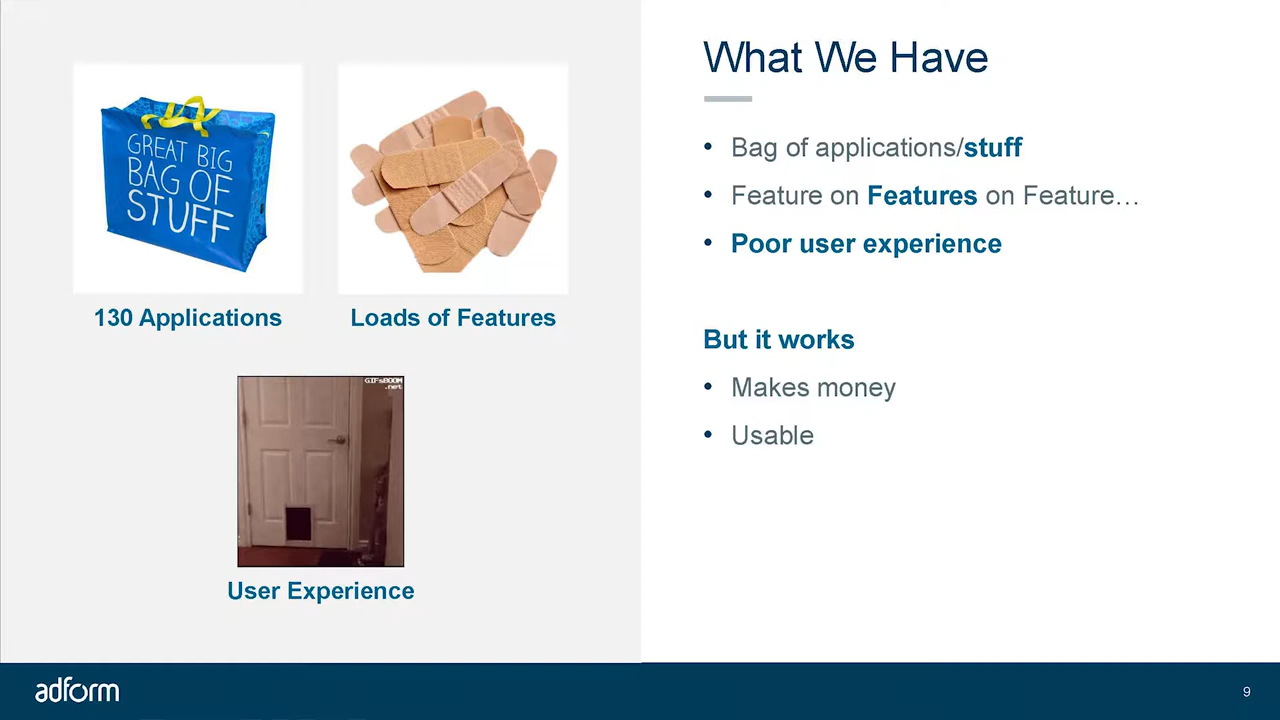 What We Have
GREAT BIG
BAG OF
STUFF
130 Applications
Loads of Features
GIFsBOOM
.net
User Experience
• Bag of applications/stuff
• Feature on Features on Feature…
• Poor user experience
But it works
• Makes money
• Usable
adform
9